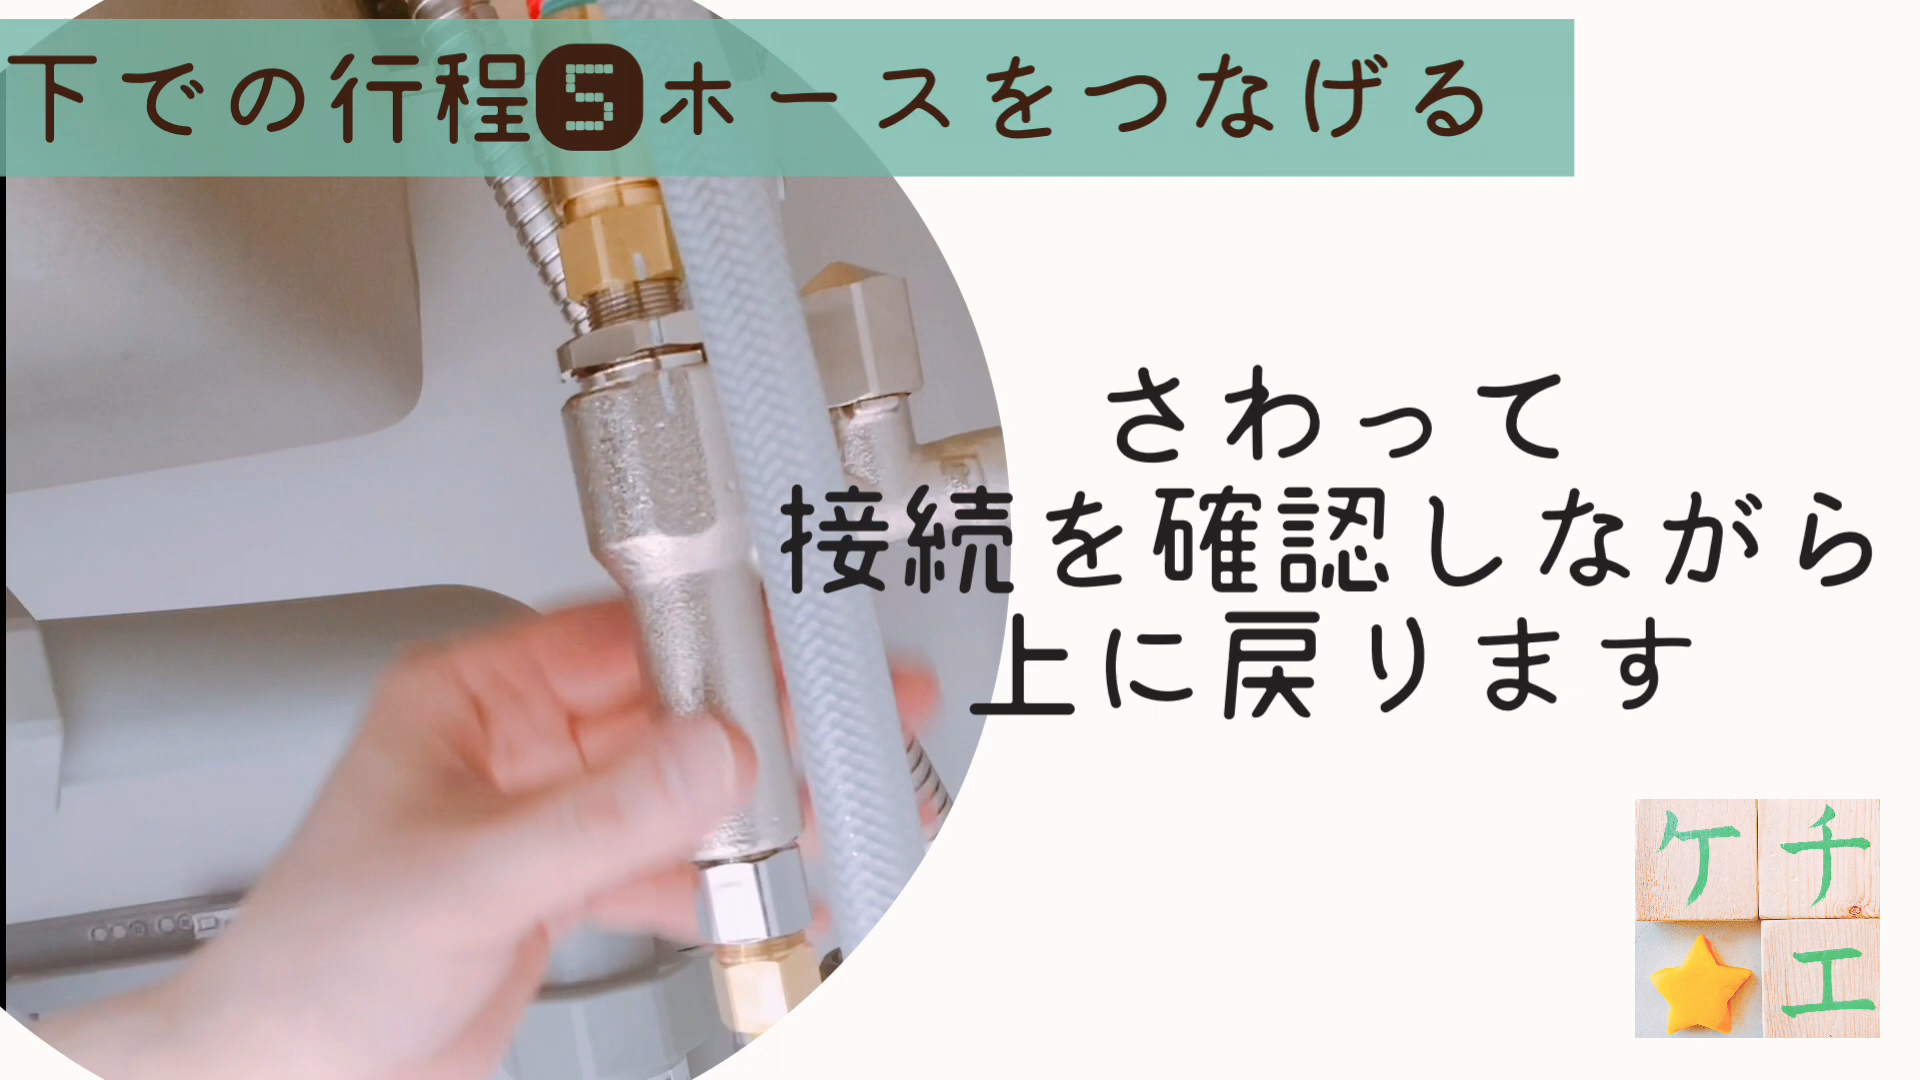 下での行程5ホースをつなげる
さわって
接続を確認しながら
上に戻ります
ケチ
エ